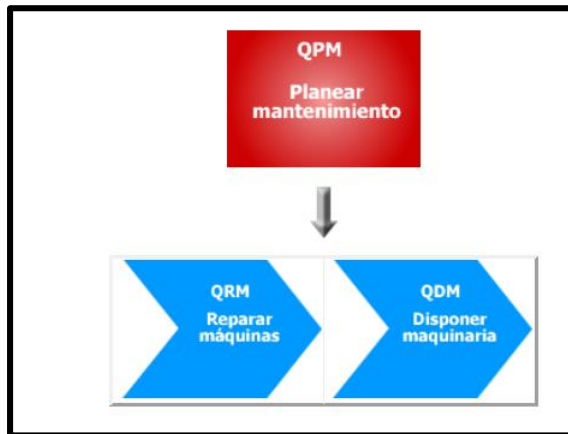 QPM
Planear
mantenimiento
QRM
Reparar
máquinas
QDM
Disponer
maquinaria